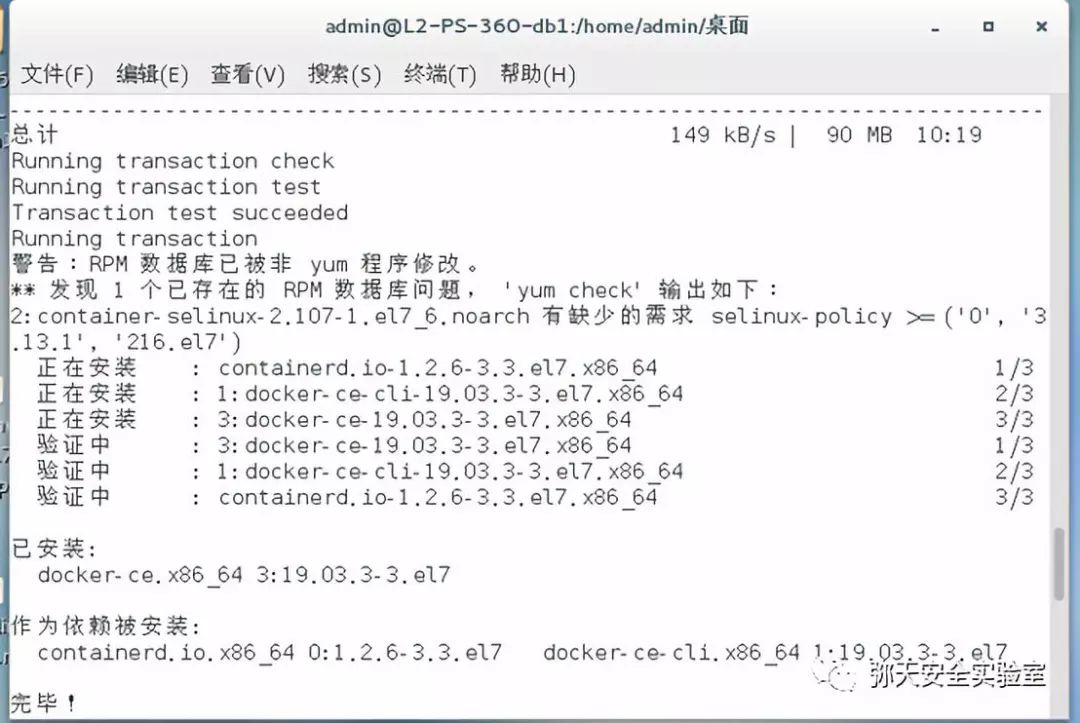 admin@L2-PS-360-db1:/home/admin/桌面
文件(F) 编辑(E) 查看(V) 搜索(S) 终端(T) 帮助(H)
--------------------------------------------------------------------------------
总计 149 kB/s | 90 MB 10:19
Running transaction check
Running transaction test
Transaction test succeeded
Running transaction
警告：RPM 数据库已被非 yum 程序修改。
** 发现 1 个已存在的 RPM 数据库问题， 'yum check' 输出如下：
2:container-selinux-2.107-1.el7_6.noarch 有缺少的需求 selinux-policy >= ('0', '3
.13.1', '216.el7')
正在安装 : containerd.io-1.2.6-3.3.el7.x86_64 1/3
正在安装 : 1:docker-ce-cli-19.03.3-3.el7.x86_64 2/3
正在安装 : 3:docker-ce-19.03.3-3.el7.x86_64 3/3
验证中 : 3:docker-ce-19.03.3-3.el7.x86_64 1/3
验证中 : 1:docker-ce-cli-19.03.3-3.el7.x86_64 2/3
验证中 : containerd.io-1.2.6-3.3.el7.x86_64 3/3
已安装:
docker-ce.x86_64 3:19.03.3-3.el7
作为依赖被安装:
containerd.io.x86_64 0:1.2.6-3.3.el7 docker-ce-cli.x86_64 1:19.03.3-3.el7
弥天安全实验室
完毕！